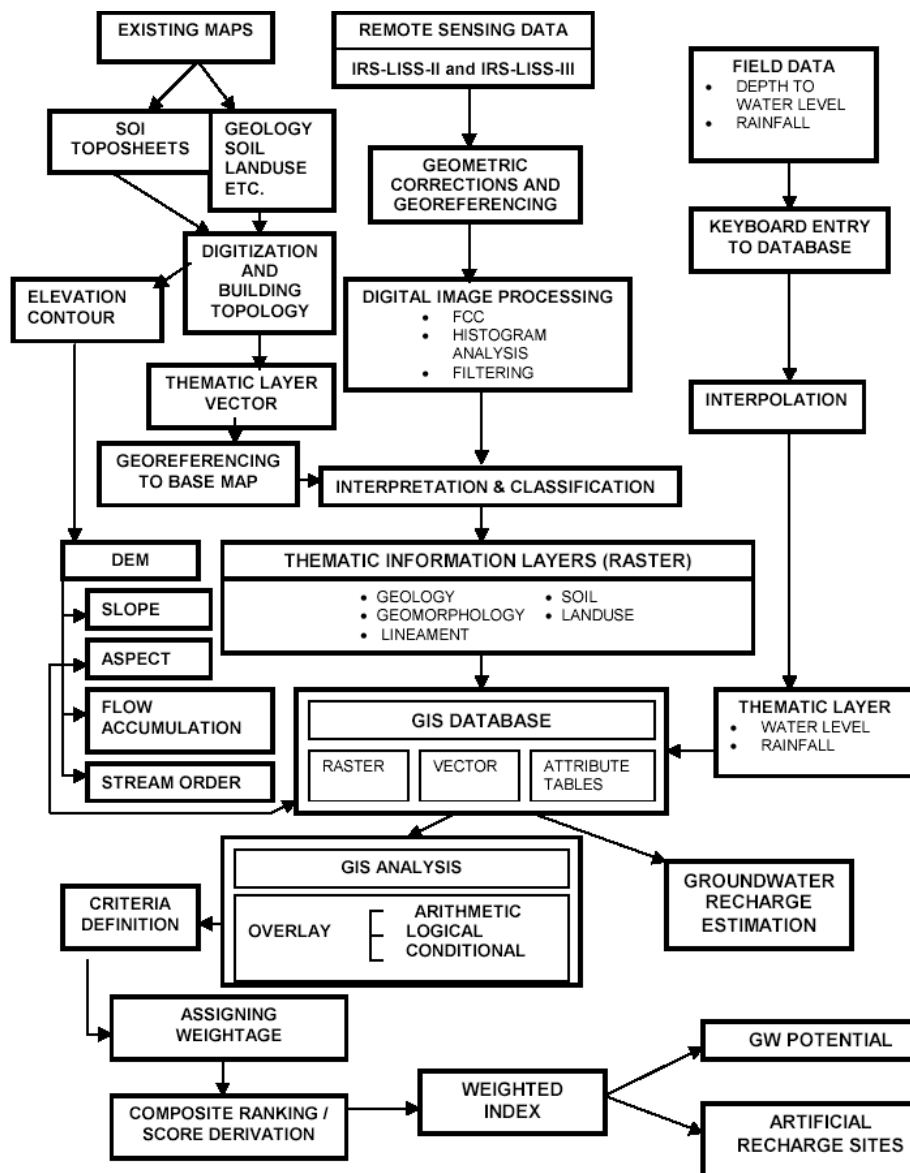 EXISTING MAPS
REMOTE SENSING DATA
IRS-LISS-II and IRS-LISS-III
FIELD DATA
• DEPTH TO
WATER LEVEL
• RAINFALL
SOI
TOPOSHEETS
GEOLOGY
SOIL
LANDUSE
ETC.
GEOMETRIC
CORRECTIONS AND
GEOREFERENCING
KEYBOARD ENTRY
TO DATABASE
DIGITIZATION
AND
BUILDING
TOPOLOGY
ELEVATION
CONTOUR
DIGITAL IMAGE PROCESSING
• FCC
• HISTOGRAM
ANALYSIS
• FILTERING
THEMATIC LAYER
VECTOR
INTERPOLATION
GEOREFERENCING
TO BASE MAP
INTERPRETATION & CLASSIFICATION
DEM
SLOPE
ASPECT
FLOW
ACCUMULATION
STREAM ORDER
THEMATIC INFORMATION LAYERS (RASTER)
• GEOLOGY
• GEOMORPHOLOGY
• LINEAMENT
• SOIL
• LANDUSE
GIS DATABASE
RASTER
VECTOR
ATTRIBUTE
TABLES
THEMATIC LAYER
• WATER LEVEL
• RAINFALL
GIS ANALYSIS
OVERLAY
ARITHMETIC
LOGICAL
CONDITIONAL
GROUNDWATER
RECHARGE
ESTIMATION
CRITERIA
DEFINITION
ASSIGNING
WEIGHTAGE
COMPOSITE RANKING /
SCORE DERIVATION
WEIGHTED
INDEX
GW POTENTIAL
ARTIFICIAL
RECHARGE SITES